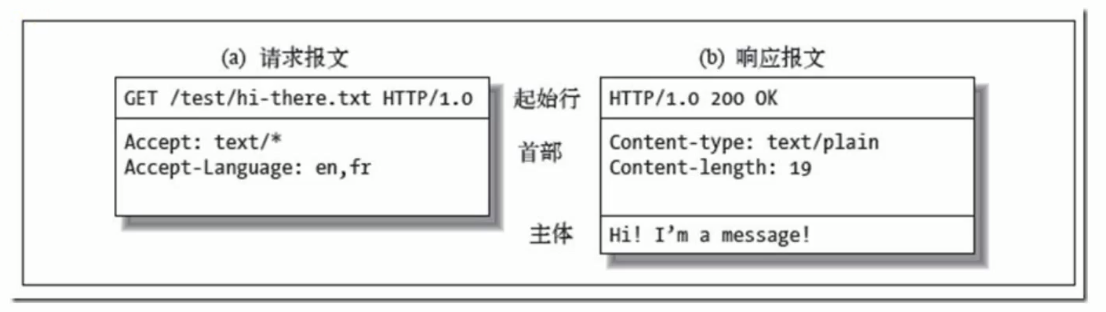 (a) 请求报文
GET /test/hi-there.txt HTTP/1.0
Accept: text/*
Accept-Language: en,fr
起始行
首部
主体
(b) 响应报文
HTTP/1.0 200 OK
Content-type: text/plain
Content-length: 19
Hi! I’m a message!